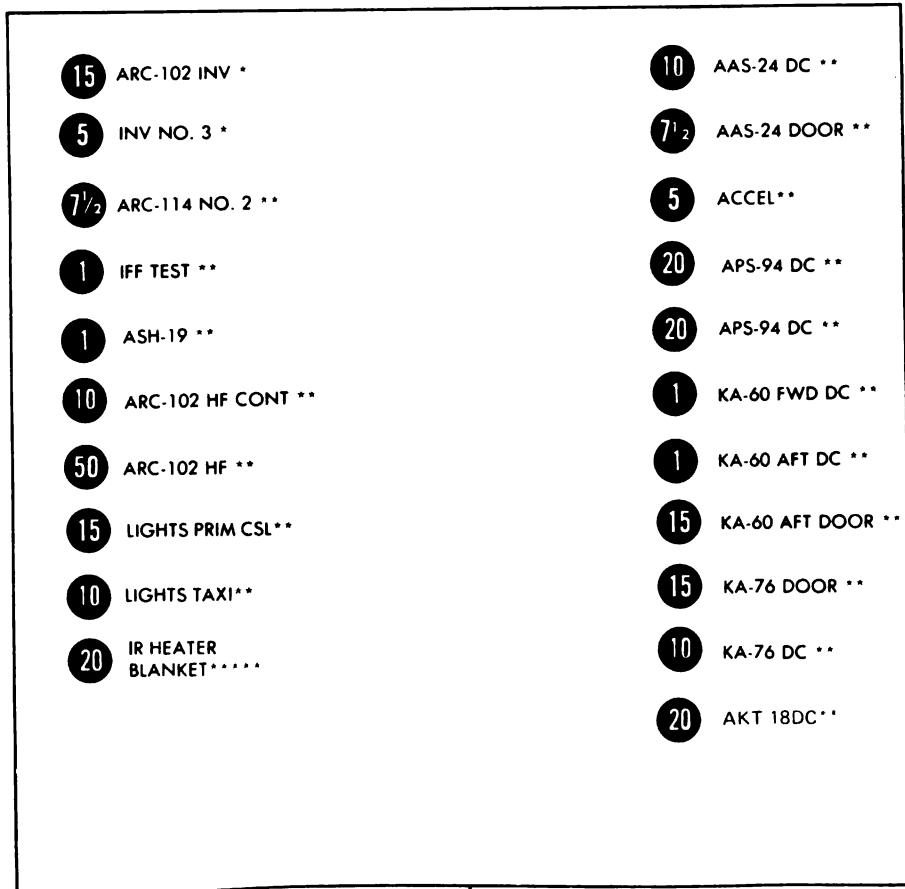 15 ARC-102 INV *
5 INV NO. 3 *
7 1/2 ARC-114 NO. 2 **
1 IFF TEST **
1 ASH-19 **
10 ARC-102 HF CONT **
50 ARC-102 HF **
15 LIGHTS PRIM CSL**
10 LIGHTS TAXI**
20 IR HEATER
BLANKET*****
10 AAS-24 DC **
7 1/2 AAS-24 DOOR **
5 ACCEL**
20 APS-94 DC **
20 APS-94 DC **
1 KA-60 FWD DC **
1 KA-60 AFT DC **
15 KA-60 AFT DOOR **
15 KA-76 DOOR **
10 KA-76 DC **
20 AKT 18DC**